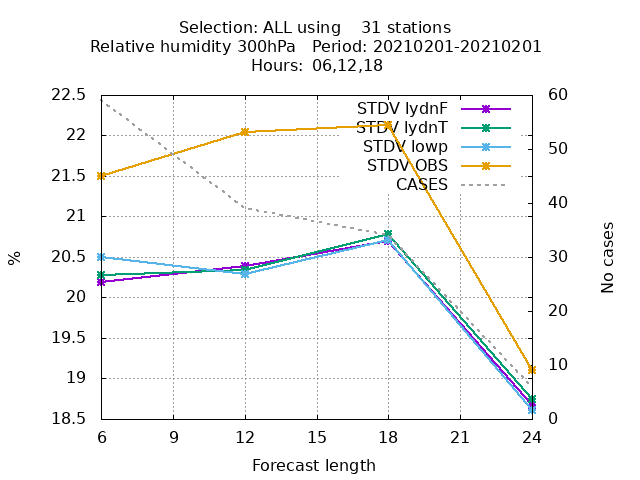 Selection: ALL using    31 stations
Relative humidity 300hPa   Period: 20210201-20210201
Hours: 06,12,18
22.5
22
21.5
21
20.5
20
19.5
19
18.5
%
STDV lydnF
STDV lydnT
STDV lowp
STDV OBS
CASES
60
50
40
30
20
10
0
No cases
6 9 12 15 18 21 24
Forecast length